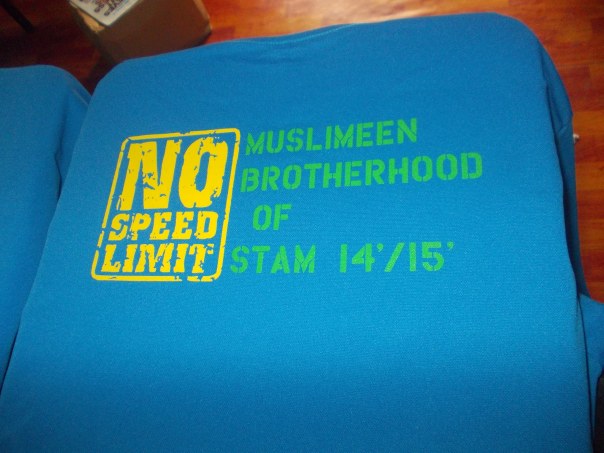 NO
SPEED
LIMIT
MUSLIMEEN
BROTHERHOOD
OF
STAM 14'/15'